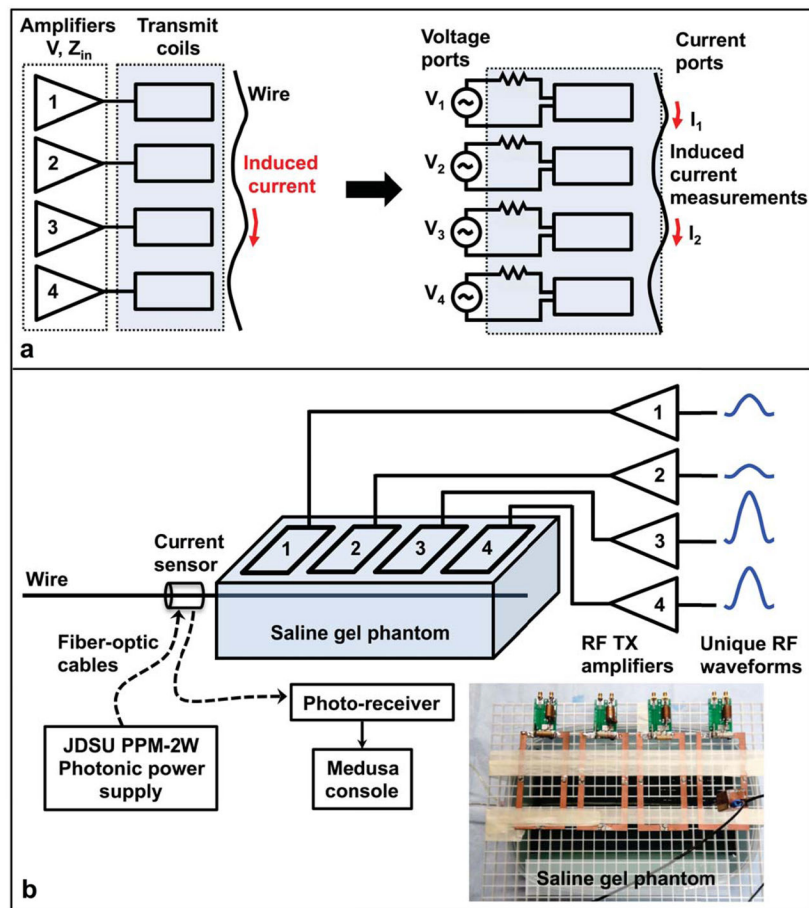 Amplifiers
V, Zin
Transmit
coils
1
2
3
4
Wire
Induced
current
Voltage
ports
V1
V2
V3
V4
Current
ports
I1
Induced
current
measurements
I2
a
1
2
3
4
1
2
3
4
Current
sensor
Wire
Saline gel phantom
Fiber-optic
cables
RF TX
amplifiers
Unique RF
waveforms
Photo-receiver
JDSU PPM-2W
Photonic power
supply
Medusa
console
Saline gel phantom
b